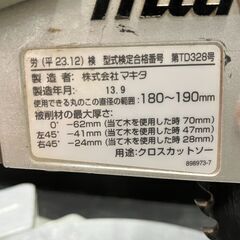 労(平23.12)検 型式検定合格番号 第TD328号
製造者:株式会社マキタ
製造年月:13.9
使用できる丸のこの直径の範囲:180〜190mm
被削材の最大厚さ:
0゜-62mm(当て木を使用した時70mm)
左45゜-41mm(当て木を使用した時47mm)
右45゜-24mm(当て木を使用した時28mm)
用途:クロスカットソー
898973-7